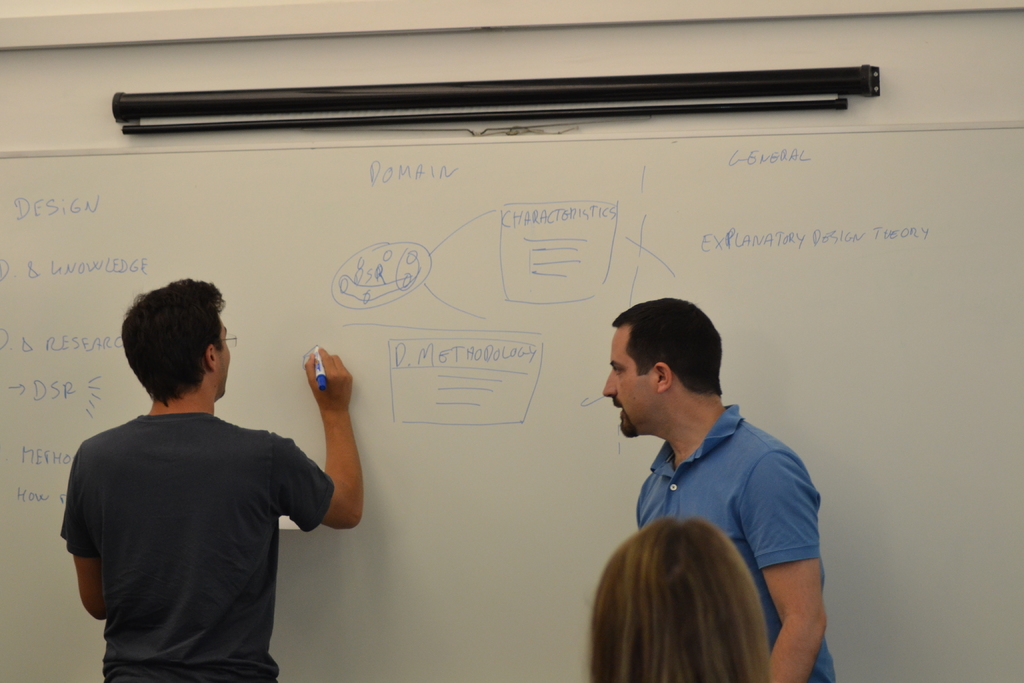 DESIGN
D. & KNOWLEDGE
D. & RESEARC
→ DSR
METHO
HOW
DOMAIN
DSR
CHARACTERISTICS
D. METHODOLOGY
GENERAL
EXPLANATORY DESIGN THEORY